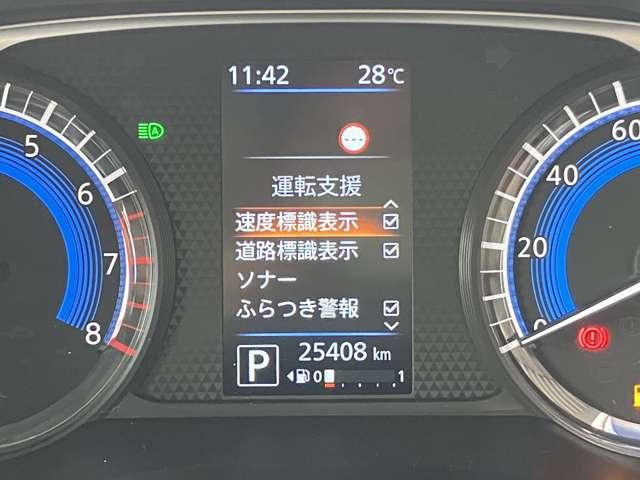 11:42 28℃
運転支援
速度標識表示
道路標識表示
ソナー
ふらつき警報
P 25408 km
0 1
5
6
7
8
60
40
20
0
A